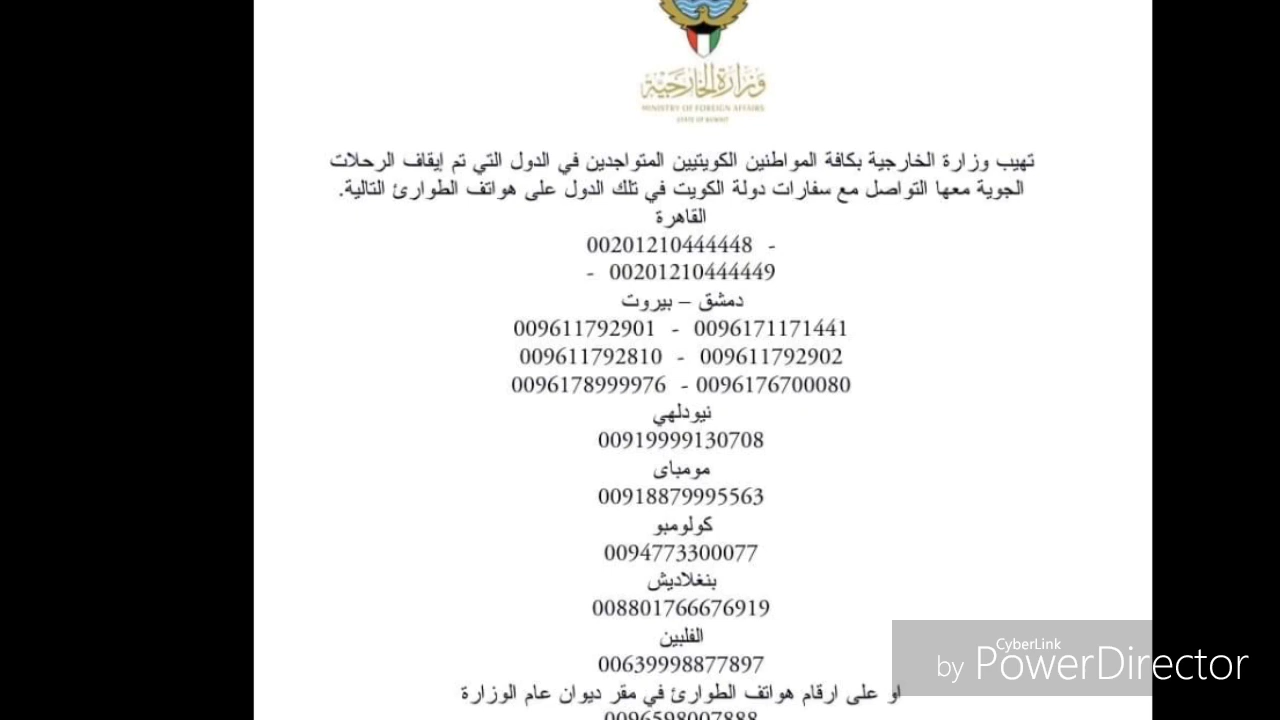 وزارة الخارجية
MINISTRY OF FOREIGN AFFAIRS
STATE OF KUWAIT
تهيب وزارة الخارجية بكافة المواطنين الكويتيين المتواجدين في الدول التي تم إيقاف الرحلات
الجوية معها التواصل مع سفارات دولة الكويت في تلك الدول على هواتف الطوارئ التالية.
القاهرة
00201210444448 -
- 00201210444449
دمشق – بيروت
009611792901 - 0096171171441
009611792810 - 009611792902
0096178999976 - 0096176700080
نيودلهي
00919999130708
مومباى
00918879995563
كولومبو
0094773300077
بنغلاديش
008801766676919
الفلبين
00639998877897
او على ارقام هواتف الطوارئ في مقر ديوان عام الوزارة
0096598007888
CyberLink
by PowerDirector